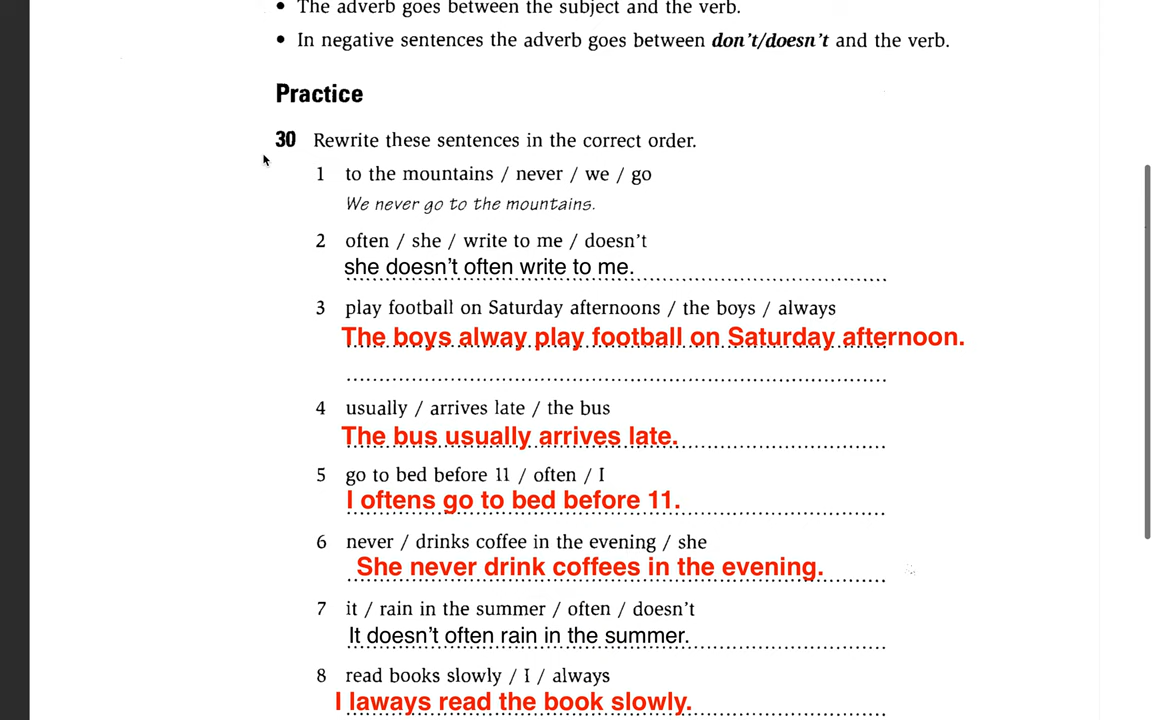 • The adverb goes between the subject and the verb.
• In negative sentences the adverb goes between don't/doesn't and the verb.
Practice
30 Rewrite these sentences in the correct order.
1 to the mountains / never / we / go
We never go to the mountains.
2 often / she / write to me / doesn't
she doesn't often write to me.
3 play football on Saturday afternoons / the boys / always
The boys alway play football on Saturday afternoon.
4 usually / arrives late / the bus
The bus usually arrives late.
5 go to bed before 11 / often / I
I oftens go to bed before 11.
6 never / drinks coffee in the evening / she
She never drink coffees in the evening.
7 it / rain in the summer / often / doesn't
It doesn't often rain in the summer.
8 read books slowly / I / always
I laways read the book slowly.